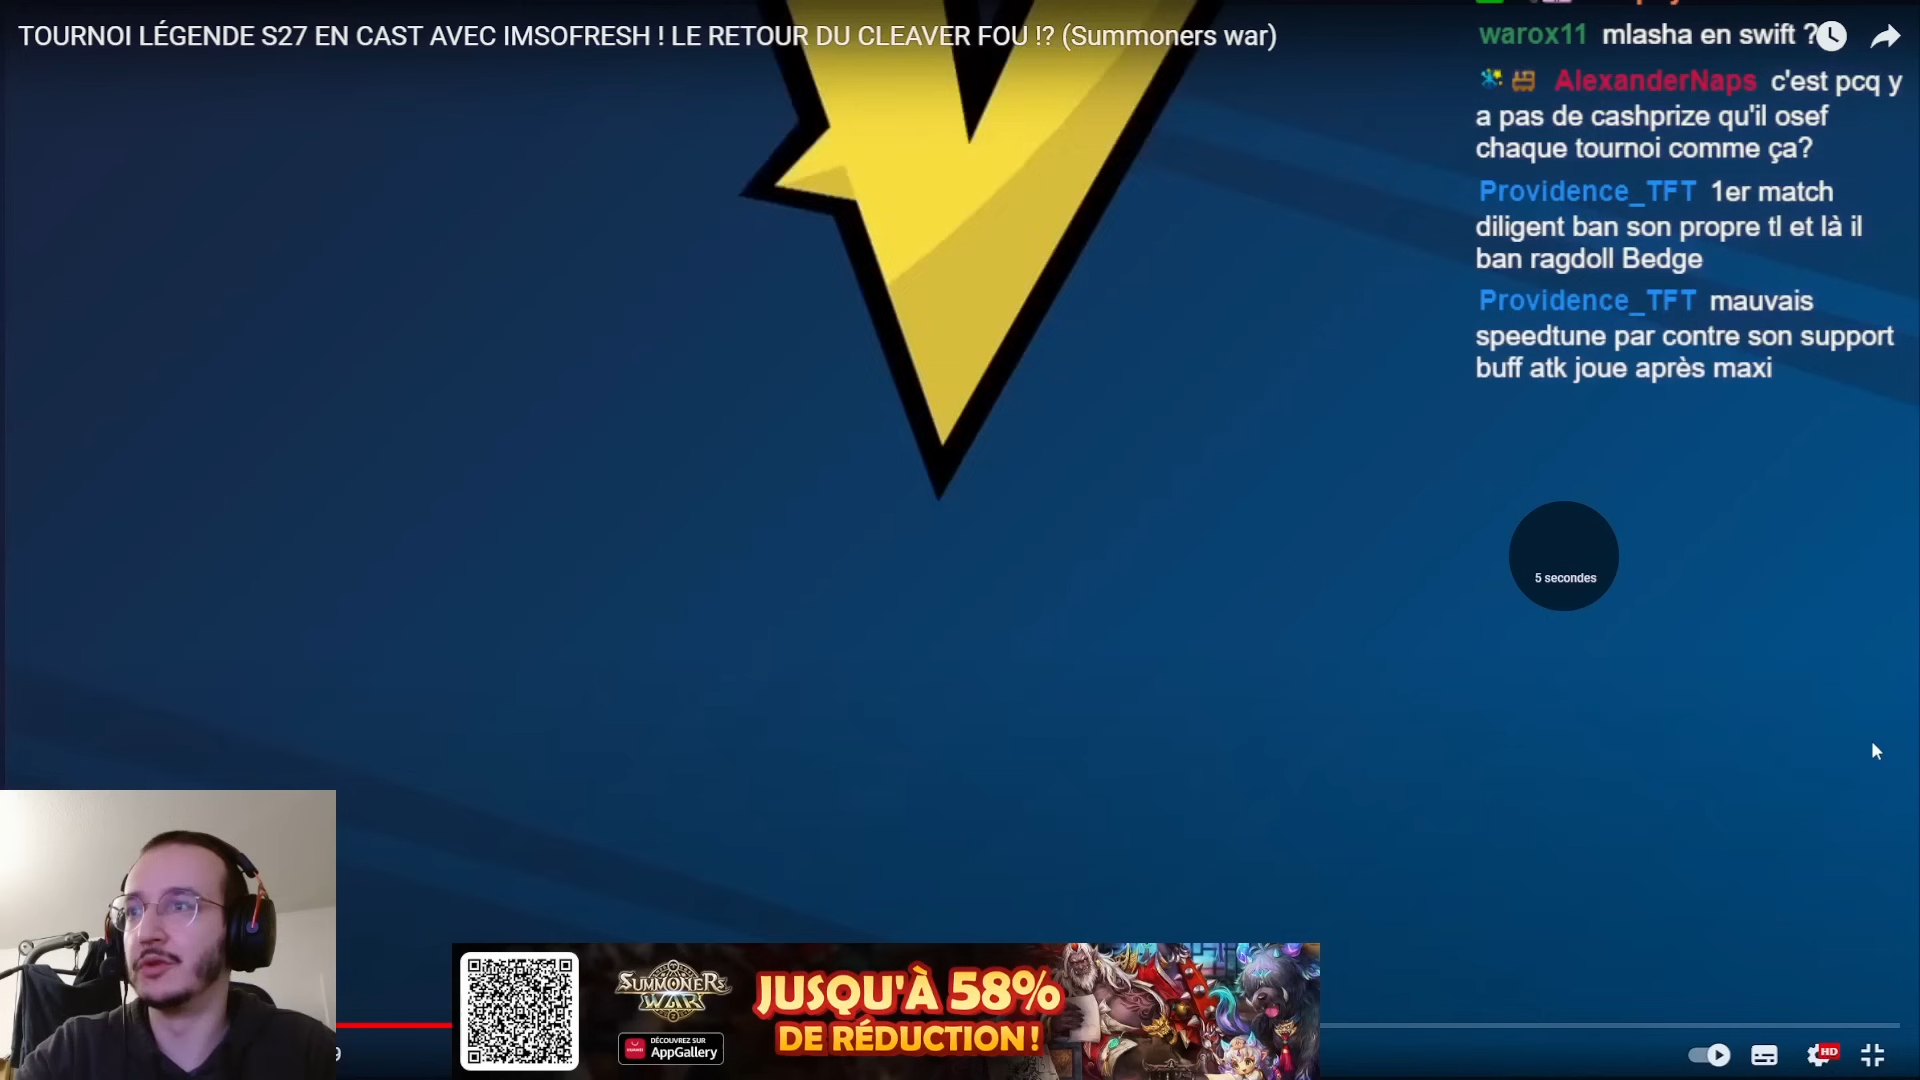 TOURNOI LÉGENDE S27 EN CAST AVEC IMSOFRESH ! LE RETOUR DU CLEAVER FOU !? (Summoners war)
warox11 mlasha en swift ?
AlexanderNaps c'est pcq y
a pas de cashprize qu'il osef
chaque tournoi comme ça?
Providence_TFT 1er match
diligent ban son propre tl et là il
ban ragdoll Bedge
Providence_TFT mauvais
speedtune par contre son support
buff atk joue après maxi
5 secondes
SUMMONERS
WAR
DÉCOUVREZ SUR
AppGallery
JUSQU'À 58%
DE RÉDUCTION !
HD